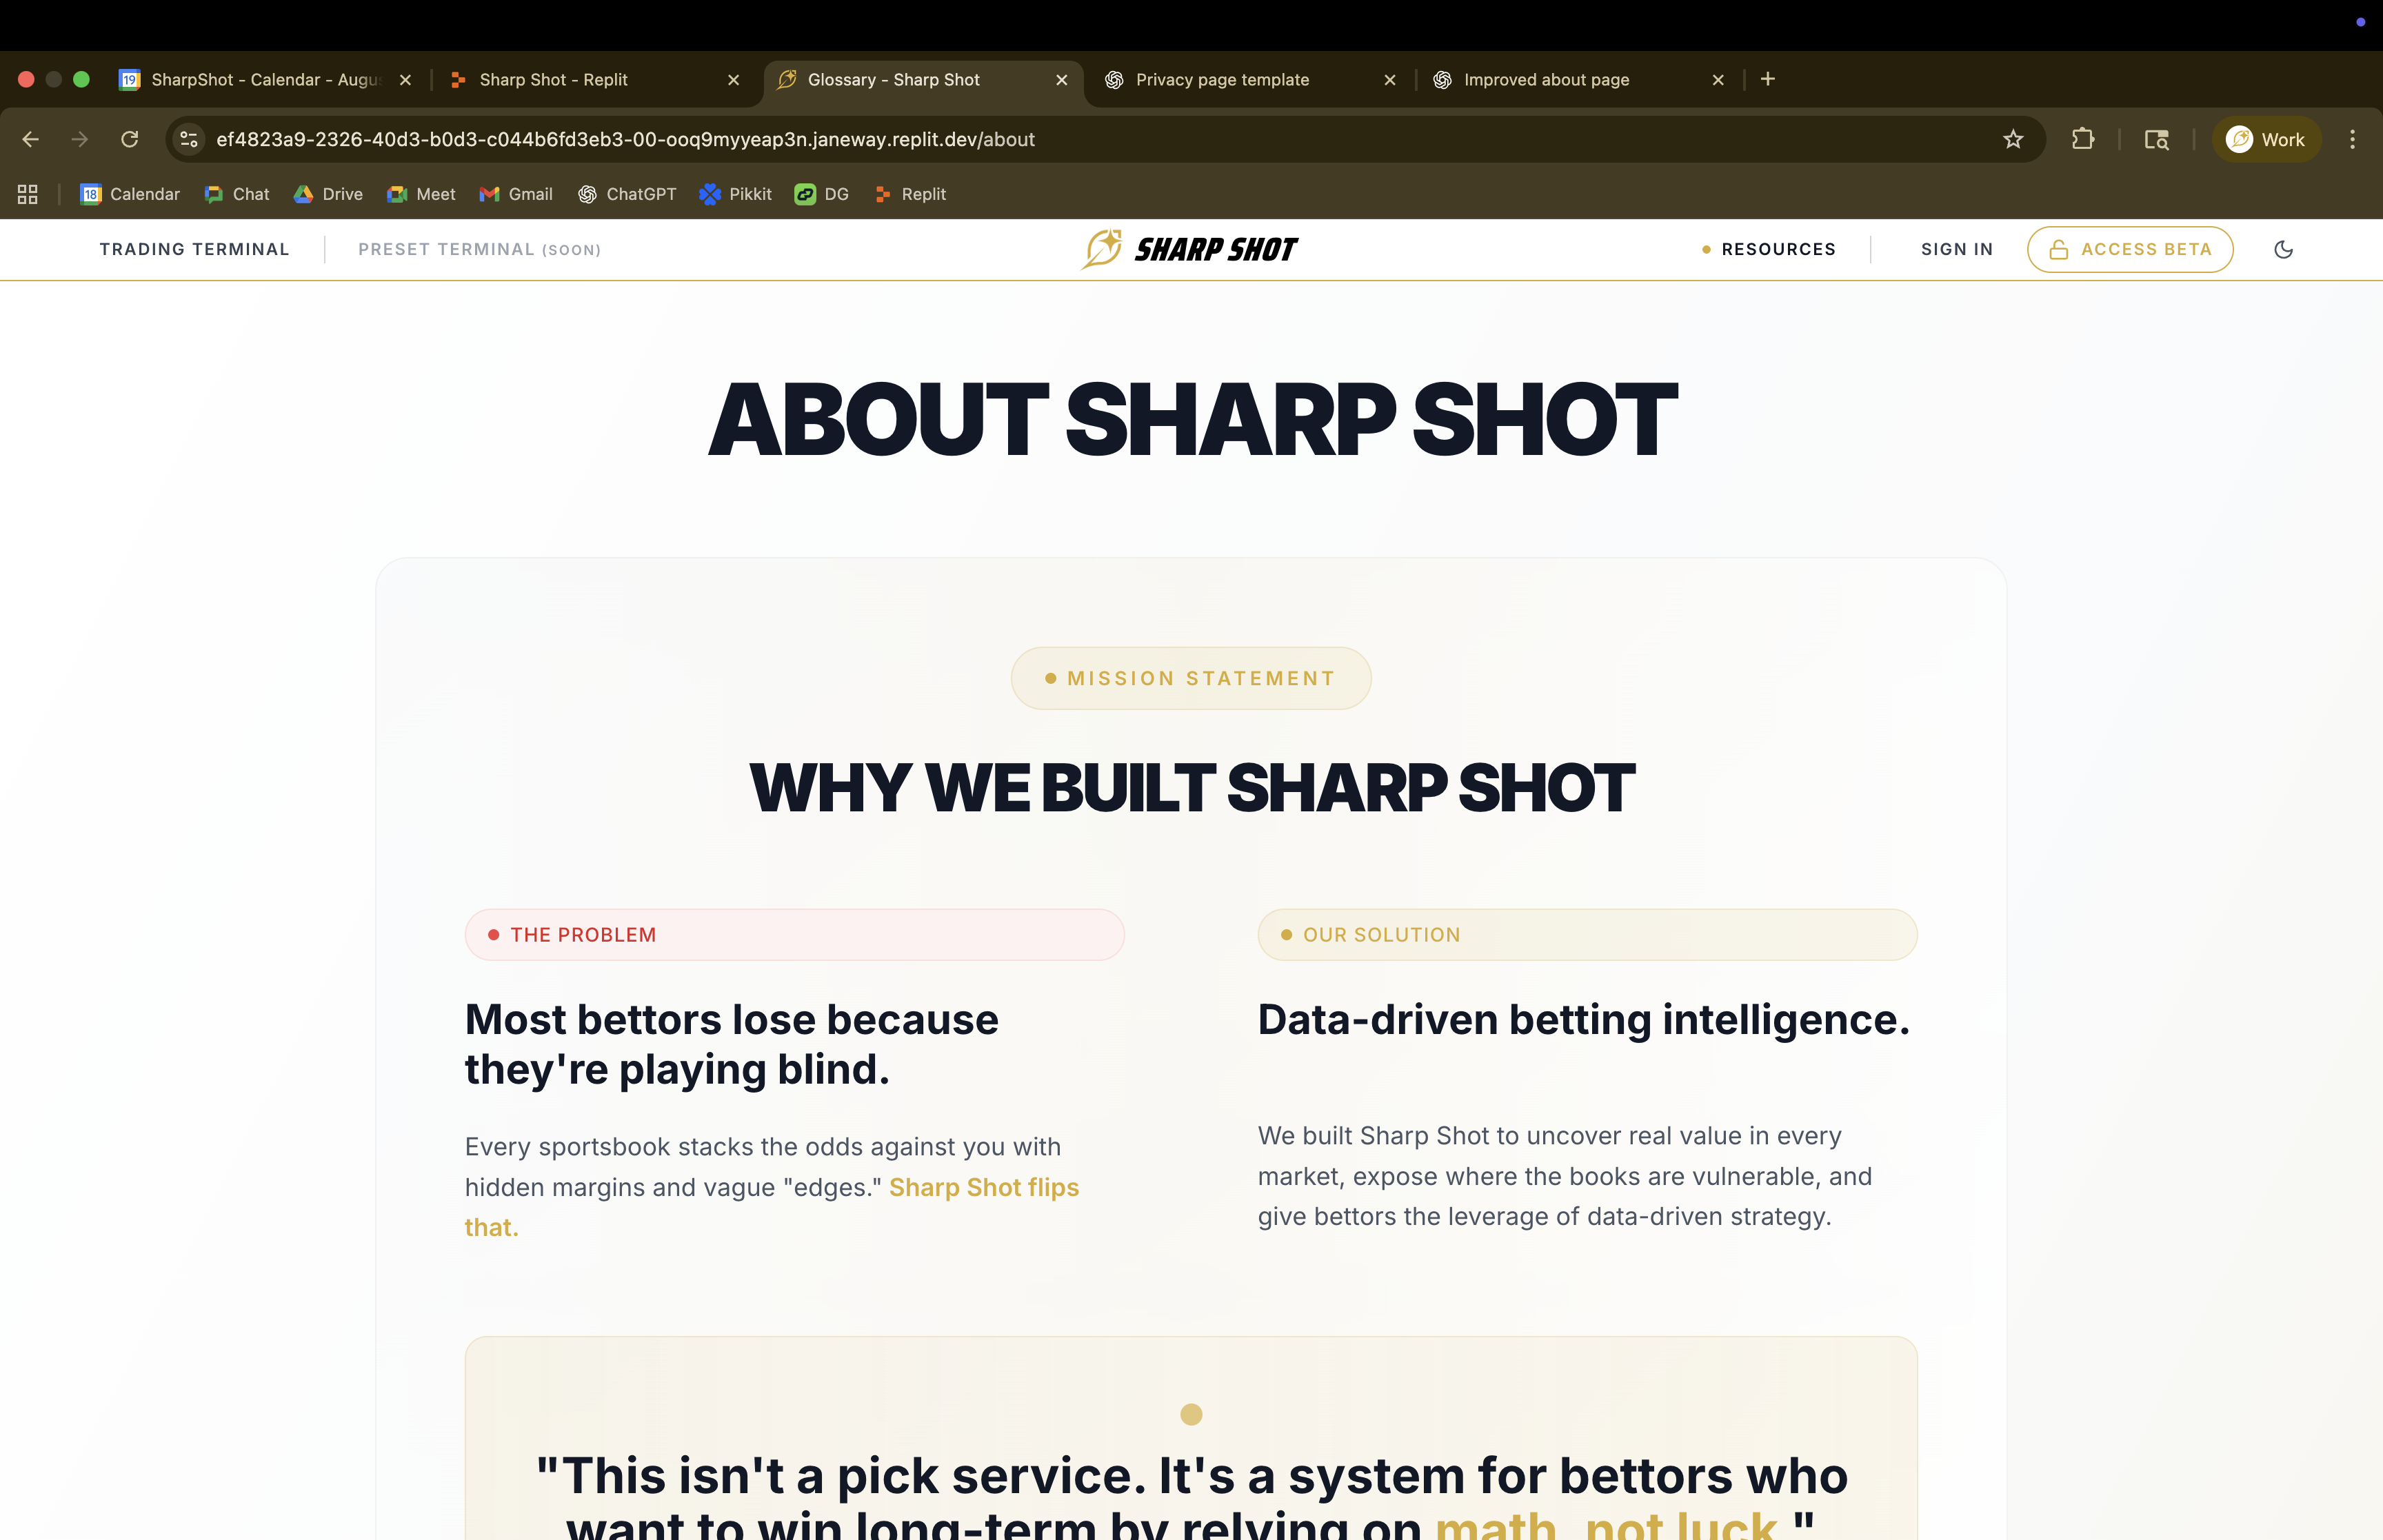 SharpShot - Calendar - Augus
Sharp Shot - Replit
Glossary - Sharp Shot
Privacy page template
Improved about page
ef4823a9-2326-40d3-b0d3-c044b6fd3eb3-00-ooq9myyeap3n.janeway.replit.dev/about
Work
Calendar
Chat
Drive
Meet
Gmail
ChatGPT
Pikkit
DG
Replit
TRADING TERMINAL
PRESET TERMINAL (SOON)
SHARP SHOT
RESOURCES
SIGN IN
ACCESS BETA
ABOUT SHARP SHOT
MISSION STATEMENT
WHY WE BUILT SHARP SHOT
THE PROBLEM
Most bettors lose because
they're playing blind.
Every sportsbook stacks the odds against you with
hidden margins and vague "edges." Sharp Shot flips
that.
OUR SOLUTION
Data-driven betting intelligence.
We built Sharp Shot to uncover real value in every
market, expose where the books are vulnerable, and
give bettors the leverage of data-driven strategy.
"This isn't a pick service. It's a system for bettors who
want to win long-term by relying on math, not luck."